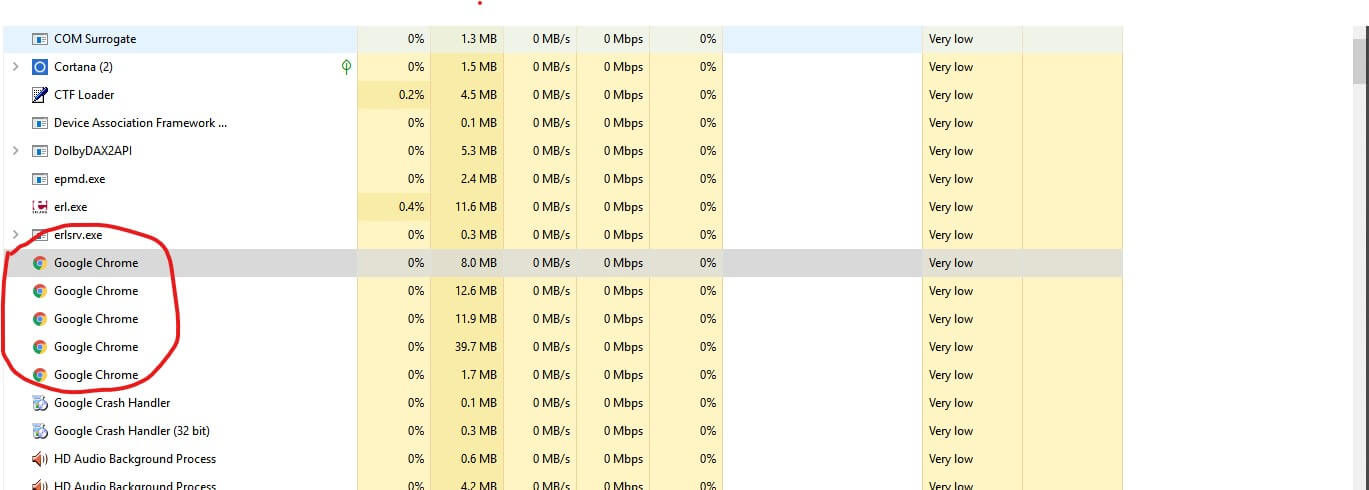 COM Surrogate 0% 1.3 MB 0 MB/s 0 Mbps 0% Very low
Cortana (2) 0% 1.5 MB 0 MB/s 0 Mbps 0% Very low
CTF Loader 0.2% 4.5 MB 0 MB/s 0 Mbps 0% Very low
Device Association Framework ... 0% 0.1 MB 0 MB/s 0 Mbps 0% Very low
DolbyDAX2API 0% 5.3 MB 0 MB/s 0 Mbps 0% Very low
epmd.exe 0% 2.4 MB 0 MB/s 0 Mbps 0% Very low
erl.exe 0.4% 11.6 MB 0 MB/s 0 Mbps 0% Very low
erlsrv.exe 0% 0.3 MB 0 MB/s 0 Mbps 0% Very low
Google Chrome 0% 8.0 MB 0 MB/s 0 Mbps 0% Very low
Google Chrome 0% 12.6 MB 0 MB/s 0 Mbps 0% Very low
Google Chrome 0% 11.9 MB 0 MB/s 0 Mbps 0% Very low
Google Chrome 0% 39.7 MB 0 MB/s 0 Mbps 0% Very low
Google Chrome 0% 1.7 MB 0 MB/s 0 Mbps 0% Very low
Google Crash Handler 0% 0.1 MB 0 MB/s 0 Mbps 0% Very low
Google Crash Handler (32 bit) 0% 0.3 MB 0 MB/s 0 Mbps 0% Very low
HD Audio Background Process 0% 0.6 MB 0 MB/s 0 Mbps 0% Very low
HD Audio Background Process 0% 4.2 MB 0 MB/s 0 Mbps 0% Very low